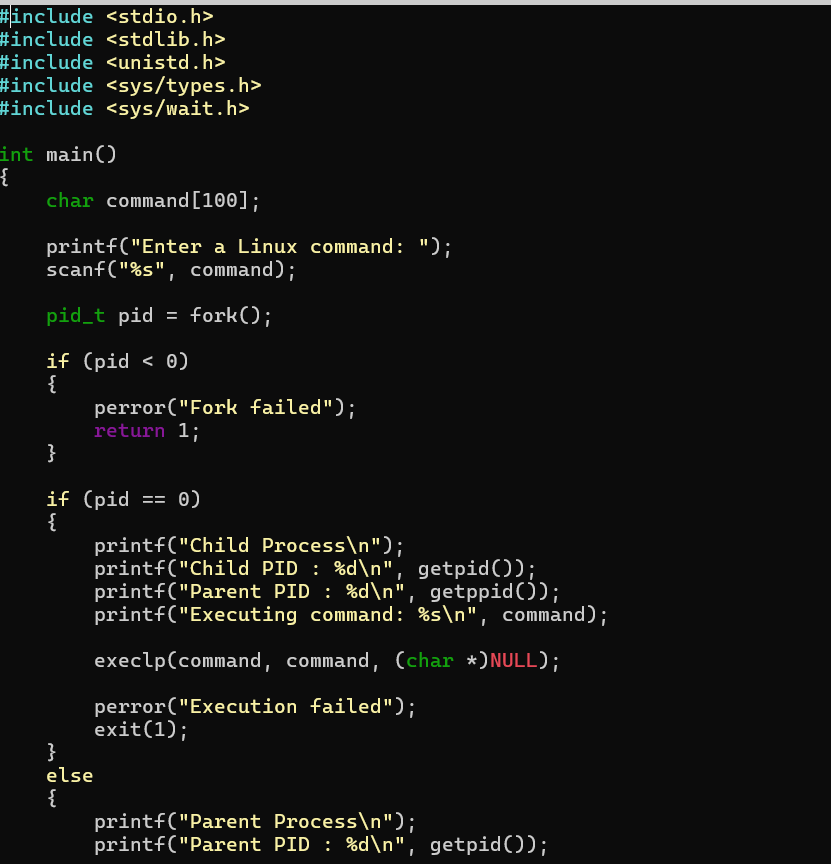 #include <stdio.h>
#include <stdlib.h>
#include <unistd.h>
#include <sys/types.h>
#include <sys/wait.h>

int main()
{
    char command[100];

    printf("Enter a Linux command: ");
    scanf("%s", command);

    pid_t pid = fork();

    if (pid < 0)
    {
        perror("Fork failed");
        return 1;
    }

    if (pid == 0)
    {
        printf("Child Process\n");
        printf("Child PID : %d\n", getpid());
        printf("Parent PID : %d\n", getppid());
        printf("Executing command: %s\n", command);

        execlp(command, command, (char *)NULL);

        perror("Execution failed");
        exit(1);
    }
    else
    {
        printf("Parent Process\n");
        printf("Parent PID : %d\n", getpid());